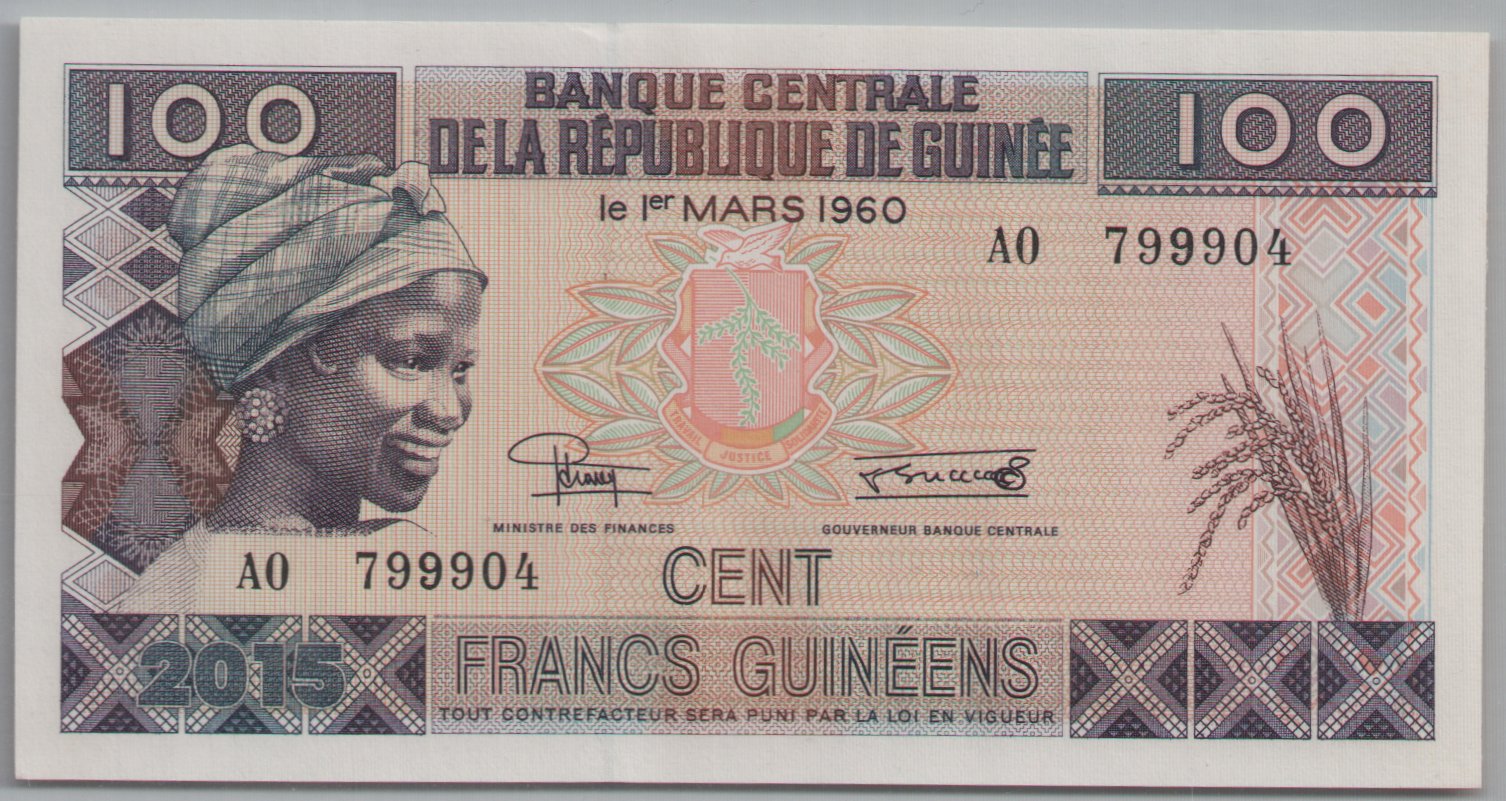 100
BANQUE CENTRALE
DE LA RÉPUBLIQUE DE GUINÉE
100
le 1er MARS 1960
A0 799904
TRAVAIL JUSTICE SOLIDARITÉ
MINISTRE DES FINANCES
GOUVERNEUR BANQUE CENTRALE
A0 799904
CENT
FRANCS GUINÉENS
2015
TOUT CONTREFACTEUR SERA PUNI PAR LA LOI EN VIGUEUR